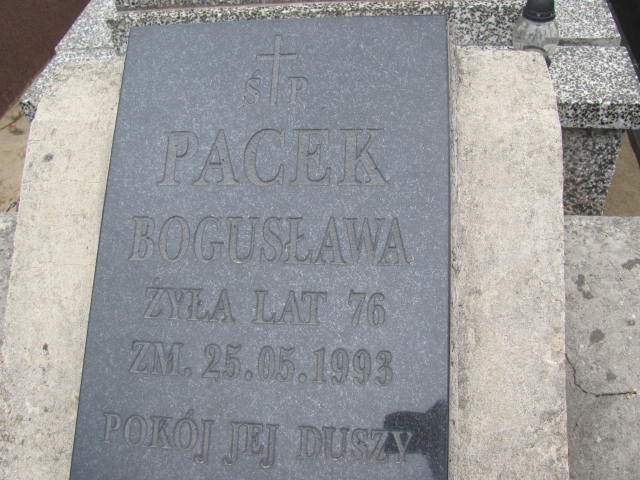 Ś P
PACEK
BOGUSŁAWA
ŻYŁA LAT 76
ZM. 25.05.1993
POKÓJ JEJ DUSZY